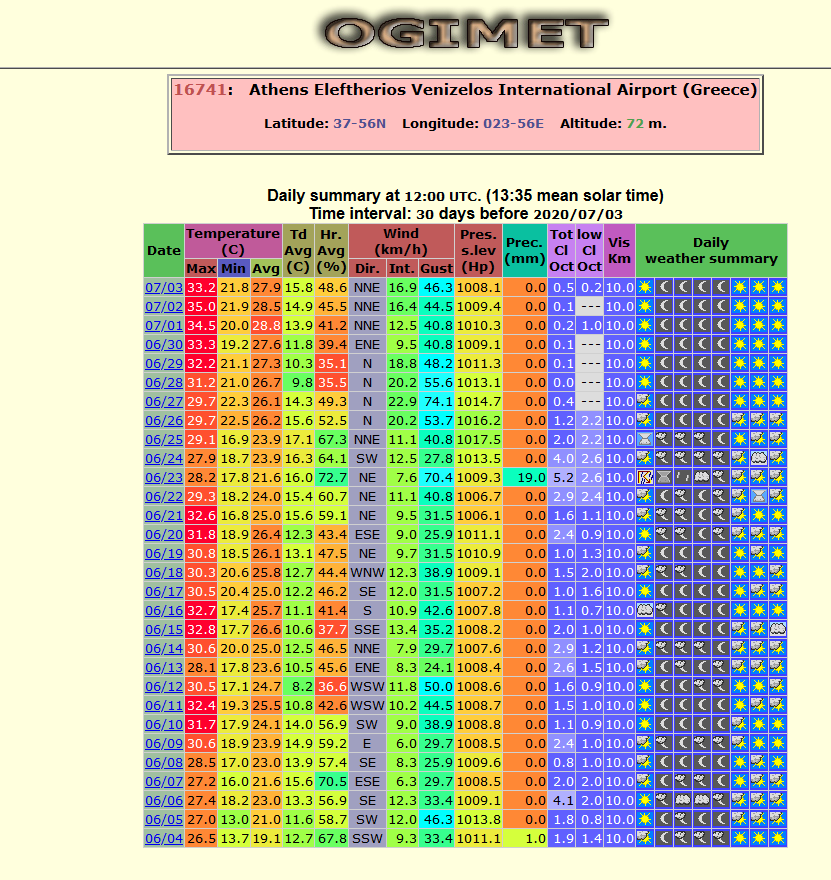 OGIMET
16741: Athens Eleftherios Venizelos International Airport (Greece)
Latitude: 37-56N Longitude: 023-56E Altitude: 72 m.
Daily summary at 12:00 UTC. (13:35 mean solar time)
Time interval: 30 days before 2020/07/03
Date Temperature (C) Td Avg (C) Hr. Avg (%) Wind (km/h) Pres. s.lev (Hp) Prec. (mm) Tot Cl Oct low Cl Oct Vis Km Daily weather summary
Max Min Avg Dir. Int. Gust
07/03 33.2 21.8 27.9 15.8 48.6 NNE 16.9 46.3 1008.1 0.0 0.5 0.2 10.0
07/02 35.0 21.9 28.5 14.9 45.5 NNE 16.4 44.5 1009.4 0.0 0.1 --- 10.0
07/01 34.5 20.0 28.8 13.9 41.2 NNE 12.5 40.8 1010.3 0.0 0.2 1.0 10.0
06/30 33.3 19.2 27.6 11.8 39.4 ENE 9.5 40.8 1009.1 0.0 0.1 --- 10.0
06/29 32.2 21.1 27.3 10.3 35.1 N 18.8 48.2 1011.3 0.0 0.1 --- 10.0
06/28 31.2 21.0 26.7 9.8 35.5 N 20.2 55.6 1013.1 0.0 0.0 --- 10.0
06/27 29.7 22.3 26.1 14.3 49.3 N 22.9 74.1 1014.7 0.0 0.4 --- 10.0
06/26 29.7 22.5 26.2 15.6 52.5 N 20.2 53.7 1016.2 0.0 1.2 2.2 10.0
06/25 29.1 16.9 23.9 17.1 67.3 NNE 11.1 40.8 1017.5 0.0 2.0 2.2 10.0
06/24 27.9 18.7 23.9 16.3 64.1 SW 12.5 27.8 1013.5 0.0 4.0 2.6 10.0
06/23 28.2 17.8 21.6 16.0 72.7 NE 7.6 70.4 1009.3 19.0 5.2 2.6 10.0
06/22 29.3 18.2 24.0 15.4 60.7 NE 11.1 40.8 1006.7 0.0 2.9 2.4 10.0
06/21 32.6 16.8 25.0 15.6 59.1 NE 9.5 31.5 1006.1 0.0 1.6 1.1 10.0
06/20 31.8 18.9 26.4 12.3 43.4 ESE 9.0 25.9 1011.1 0.0 2.4 0.9 10.0
06/19 30.8 18.5 26.1 13.1 47.5 NE 9.7 31.5 1010.9 0.0 1.0 1.3 10.0
06/18 30.3 20.6 25.8 12.7 44.4 WNW 12.3 38.9 1009.1 0.0 1.5 2.0 10.0
06/17 30.5 20.4 25.0 12.2 46.2 SE 12.0 31.5 1007.2 0.0 1.0 1.6 10.0
06/16 32.7 17.4 25.7 11.1 41.4 S 10.9 42.6 1007.8 0.0 1.1 0.7 10.0
06/15 32.8 17.7 26.6 10.6 37.7 SSE 13.4 35.2 1008.2 0.0 2.0 1.0 10.0
06/14 30.6 20.0 25.0 12.5 46.5 NNE 7.9 29.7 1007.6 0.0 2.9 1.2 10.0
06/13 28.1 17.8 23.6 10.5 45.6 ENE 8.3 24.1 1008.4 0.0 2.6 1.5 10.0
06/12 30.5 17.1 24.7 8.2 36.6 WSW 11.8 50.0 1008.6 0.0 1.6 0.9 10.0
06/11 32.4 19.3 25.5 10.8 42.6 WSW 10.2 44.5 1008.7 0.0 1.5 1.0 10.0
06/10 31.7 17.9 24.1 14.0 56.9 SW 9.0 38.9 1008.8 0.0 1.1 0.9 10.0
06/09 30.6 18.9 23.9 14.9 59.2 E 6.0 29.7 1008.5 0.0 2.4 1.0 10.0
06/08 28.5 17.0 23.0 13.9 57.4 SE 8.3 25.9 1009.6 0.0 0.8 1.0 10.0
06/07 27.2 16.0 21.6 15.6 70.5 ESE 6.3 29.7 1008.5 0.0 2.0 2.0 10.0
06/06 27.4 18.2 23.0 13.3 56.9 SE 12.3 33.4 1009.1 0.0 4.1 2.0 10.0
06/05 27.0 13.0 21.0 11.6 58.7 SW 12.0 46.3 1013.8 0.0 1.8 0.8 10.0
06/04 26.5 13.7 19.1 12.7 67.8 SSW 9.3 33.4 1011.1 1.0 1.9 1.4 10.0